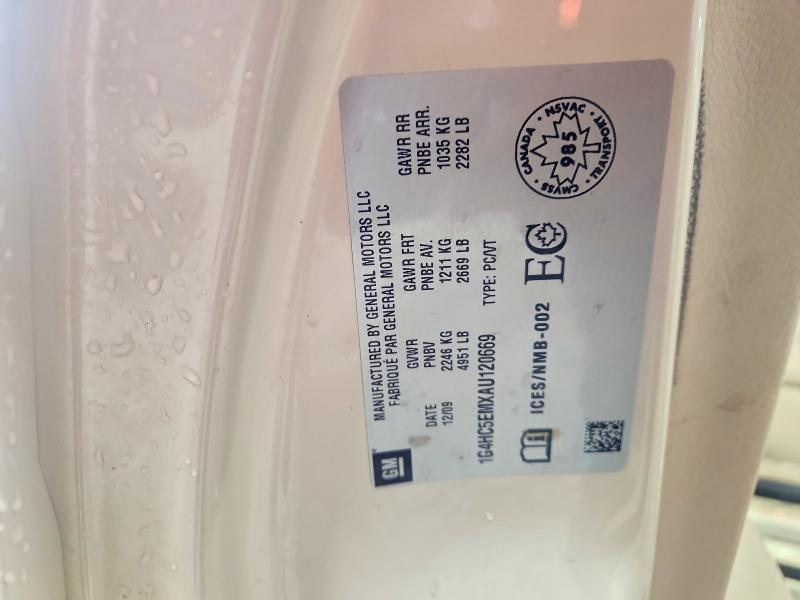 GM
MANUFACTURED BY GENERAL MOTORS LLC
FABRIQUÉ PAR GENERAL MOTORS LLC
DATE
12/09
GVWR
PNBV
2246 KG
4951 LB
GAWR FRT
PNBE AV.
1211 KG
2669 LB
GAWR RR
PNBE ARR.
1035 KG
2282 LB
1G4HC5EMXAU120669
TYPE: PC/VT
i ICES/NMB-002
EC
CANADA · NSVAC · TRANSPORT · CMVSS
985